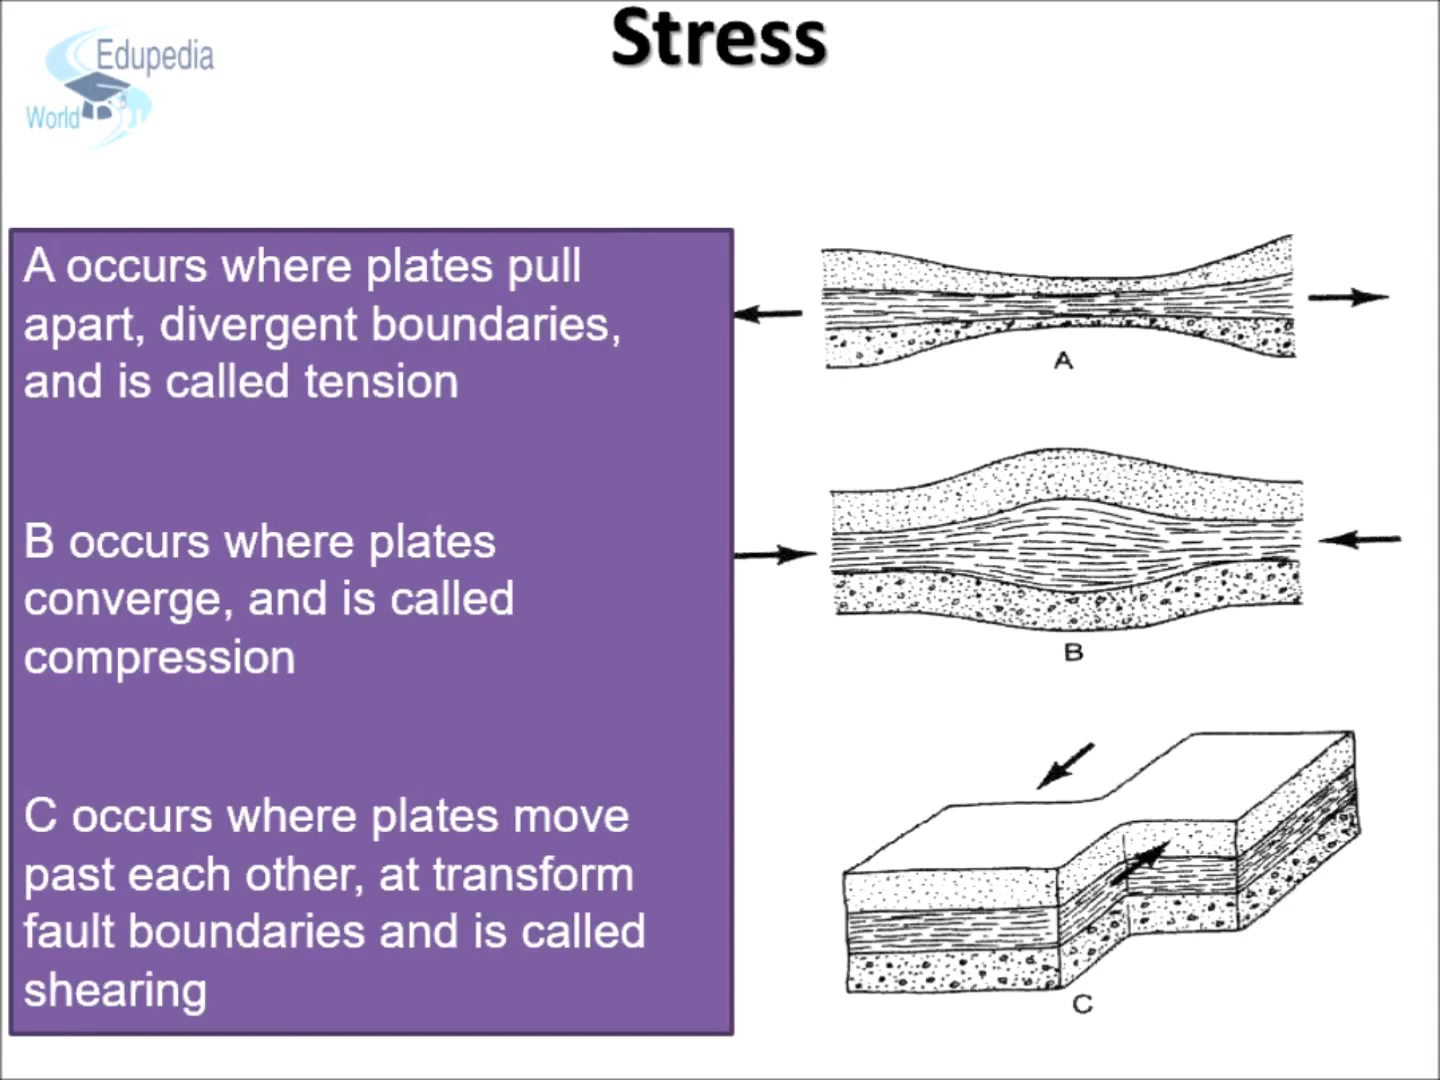 Stress
Edupedia
World
A occurs where plates pull
apart, divergent boundaries,
and is called tension
A
B occurs where plates
converge, and is called
compression
B
C occurs where plates move
past each other, at transform
fault boundaries and is called
shearing
C